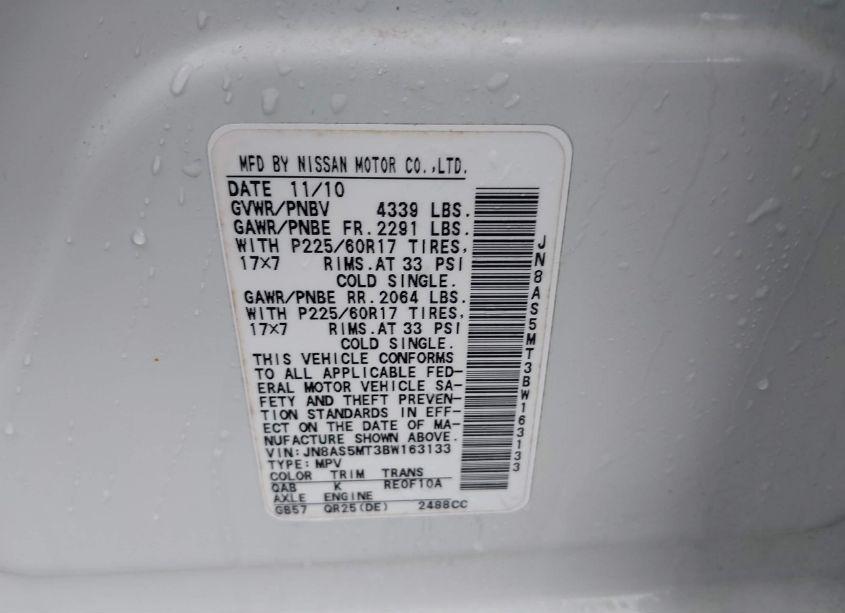 MFD BY NISSAN MOTOR CO.,LTD.
DATE 11/10
GVWR/PNBV 4339 LBS.
GAWR/PNBE FR.2291 LBS.
WITH P225/60R17 TIRES,
17×7 RIMS.AT 33 PSI
COLD SINGLE.
GAWR/PNBE RR.2064 LBS.
WITH P225/60R17 TIRES,
17×7 RIMS.AT 33 PSI
COLD SINGLE.
THIS VEHICLE CONFORMS
TO ALL APPLICABLE FED-
ERAL MOTOR VEHICLE SA-
FETY AND THEFT PREVEN-
TION STANDARDS IN EFF-
ECT ON THE DATE OF MA-
NUFACTURE SHOWN ABOVE.
VIN:JN8AS5MT3BW163133
TYPE:MPV
COLOR TRIM TRANS
QAB K RE0F10A
AXLE ENGINE
GB57 QR25(DE) 2488CC
JN8AS5MT3BW163133